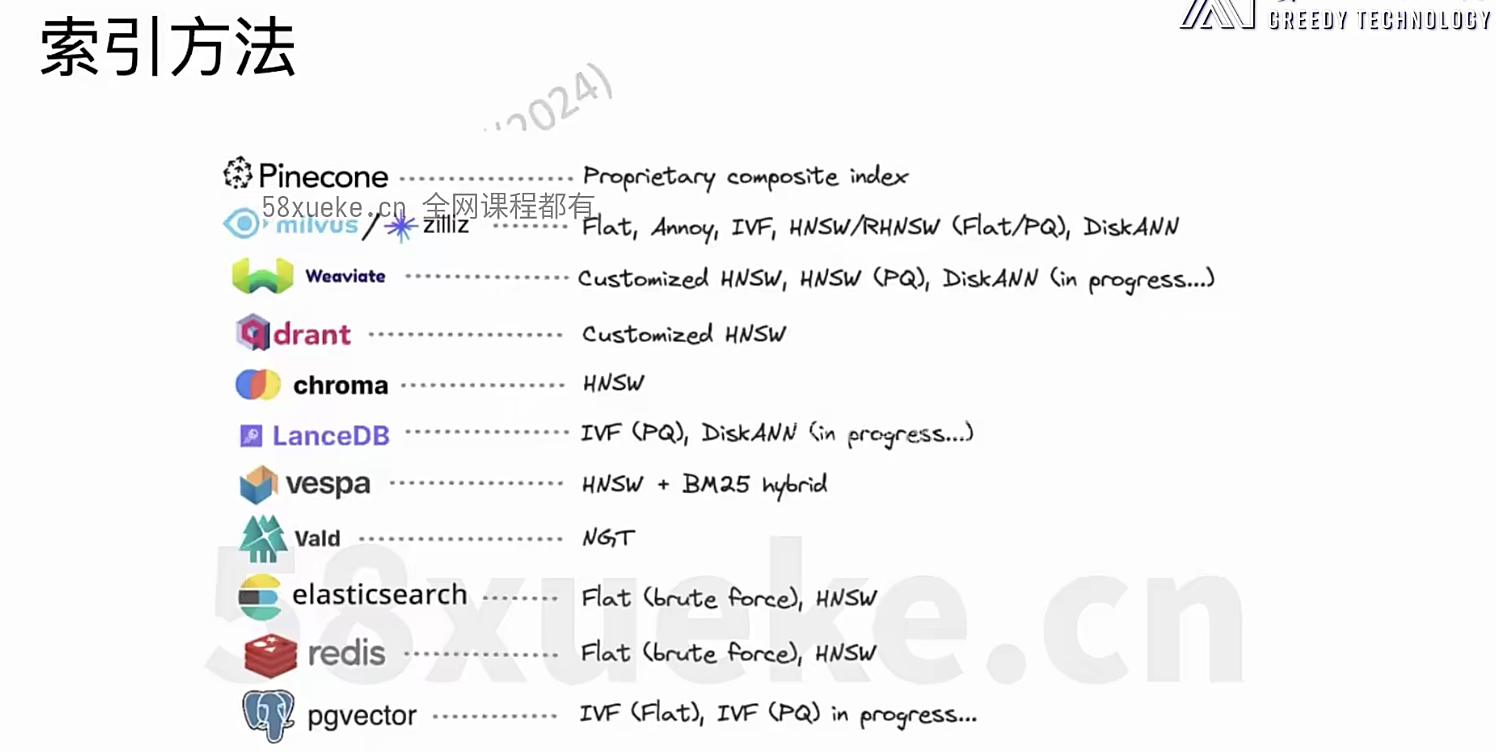 索引方法
GREEDY TECHNOLOGY
2024)
Pinecone ........................ Proprietary composite index
58xueke.cn 全网课程都有
milvus / zilliz .......... Flat, Annoy, IVF, HNSW/RHNSW (Flat/PQ), DiskANN
Weaviate ........................ Customized HNSW, HNSW (PQ), DiskANN (in progress...)
qdrant ........................ Customized HNSW
chroma ........................ HNSW
LanceDB ........................ IVF (PQ), DiskANN (in progress...)
vespa ........................ HNSW + BM25 hybrid
Vald ........................ NGT
elasticsearch .......... Flat (brute force), HNSW
redis ........................ Flat (brute force), HNSW
pgvector .................. IVF (Flat), IVF (PQ) in progress...
58xueke.cn